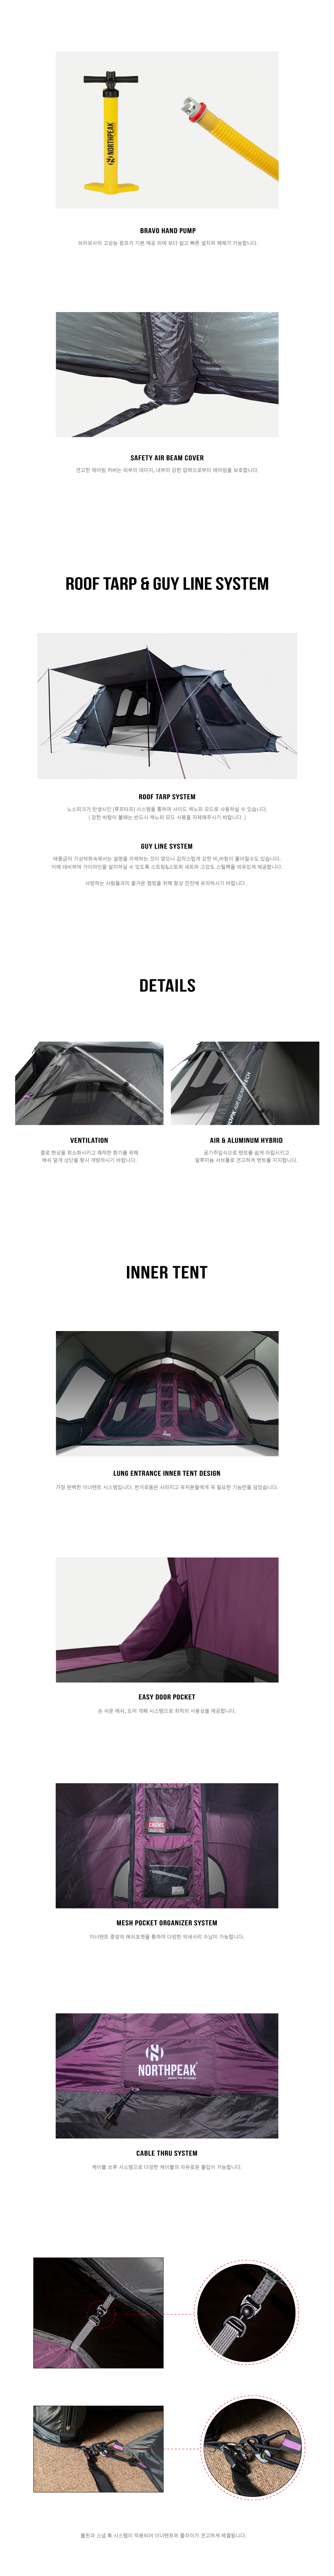 NORTHPEAK
BRAVO HAND PUMP
브라보사의 고성능 펌프가 기본 제공 되며 보다 쉽고 빠른 설치와 해체가 가능합니다.
SAFETY AIR BEAM COVER
견고한 에어빔 커버는 외부의 데미지, 내부의 강한 압력으로부터 에어빔을 보호합니다.
ROOF TARP & GUY LINE SYSTEM
ROOF TARP SYSTEM
노스피크가 탄생시킨 [루프타프] 시스템을 통하여 사이드 캐노피 모드로 사용하실 수 있습니다.
( 강한 바람이 불때는 반드시 캐노피 모드 사용을 자제해주시기 바랍니다 .)
GUY LINE SYSTEM
태풍급의 기상악화속에서는 설영을 자제하는 것이 맞으나 갑작스럽게 강한 비,바람이 몰아칠수도 있습니다.
이에 대비하여 가이라인을 설치하실 수 있도록 스트링&스토퍼 세트와 고강도 스틸팩을 여유있게 제공합니다.
사랑하는 사람들과의 즐거운 캠핑을 위해 항상 안전에 유의하시기 바랍니다 .
DETAILS
AIR BEAM TECH
VENTILATION
결로 현상을 최소화시키고 쾌적한 환기를 위해
메쉬 덮개 상단을 항시 개방하시기 바랍니다.
AIR & ALUMINUM HYBRID
공기주입식으로 텐트를 쉽게 자립시키고
알루미늄 서브폴로 견고하게 텐트를 지지합니다.
INNER TENT
LUNG ENTRANCE INNER TENT DESIGN
가장 완벽한 이너텐트 시스템입니다. 번거로움은 사라지고 유저분들에게 꼭 필요한 기능만을 담았습니다.
EASY DOOR POCKET
손 쉬운 메쉬, 도어 개폐 시스템으로 최적의 사용성을 제공합니다.
CHUMS
MESH POCKET ORGANIZER SYSTEM
이너텐트 중앙의 매쉬포켓을 통하여 다양한 악세사리 수납이 가능합니다.
NORTHPEAK
CABLE THRU SYSTEM
케이블 쓰루 시스템으로 다양한 케이블의 자유로운 출입이 가능합니다.
볼핀과 스냅 훅 시스템이 적용되어 이너텐트와 플라이가 견고하게 체결됩니다.